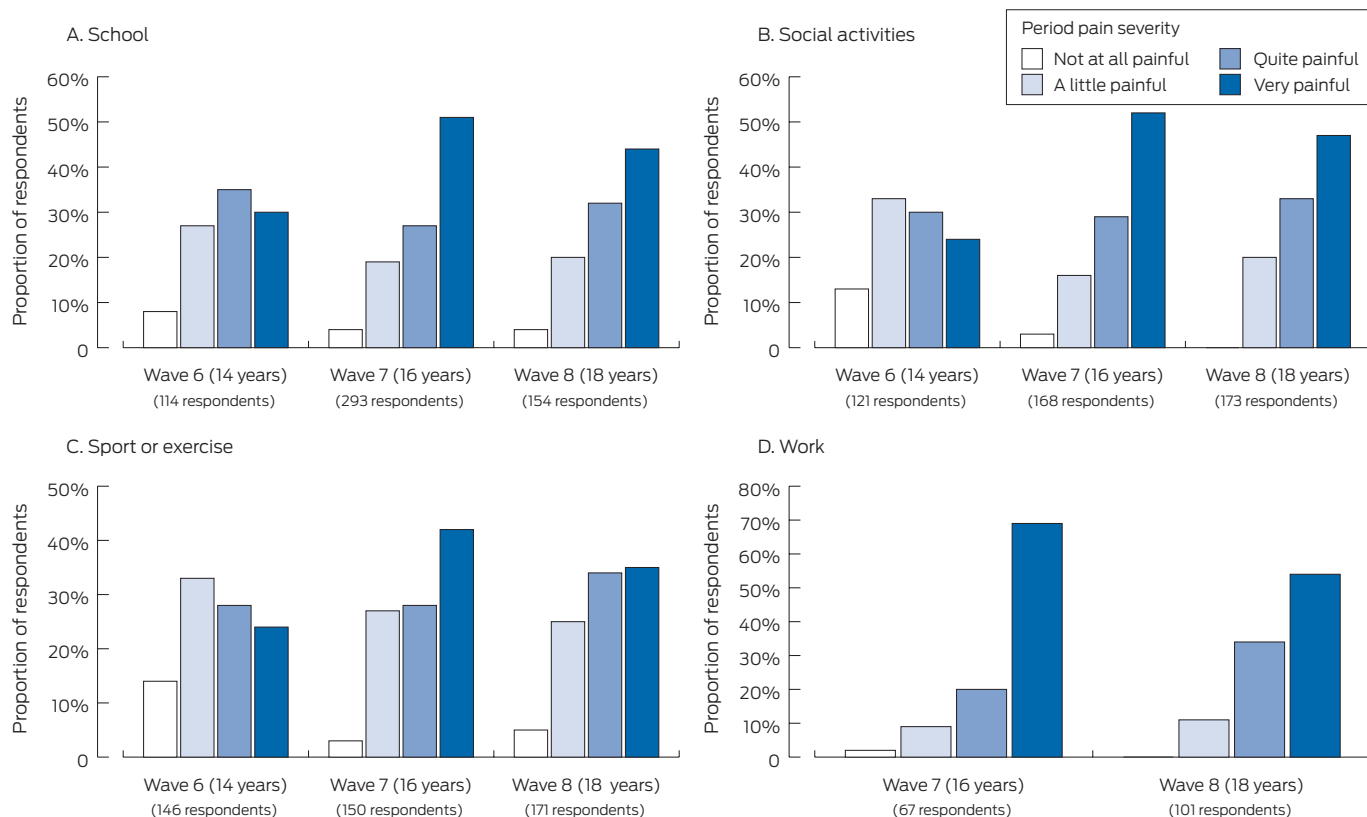 A. School
Proportion of respondents
60%
50%
40%
30%
20%
10%
0
Wave 6 (14 years)
(114 respondents)
Wave 7 (16 years)
(293 respondents)
Wave 8 (18 years)
(154 respondents)
B. Social activities
Period pain severity
Not at all painful
Quite painful
A little painful
Very painful
Proportion of respondents
60%
50%
40%
30%
20%
10%
0
Wave 6 (14 years)
(121 respondents)
Wave 7 (16 years)
(168 respondents)
Wave 8 (18 years)
(173 respondents)
C. Sport or exercise
Proportion of respondents
50%
40%
30%
20%
10%
0
Wave 6 (14 years)
(146 respondents)
Wave 7 (16 years)
(150 respondents)
Wave 8 (18 years)
(171 respondents)
D. Work
Proportion of respondents
80%
70%
60%
50%
40%
30%
20%
10%
0
Wave 7 (16 years)
(67 respondents)
Wave 8 (18 years)
(101 respondents)